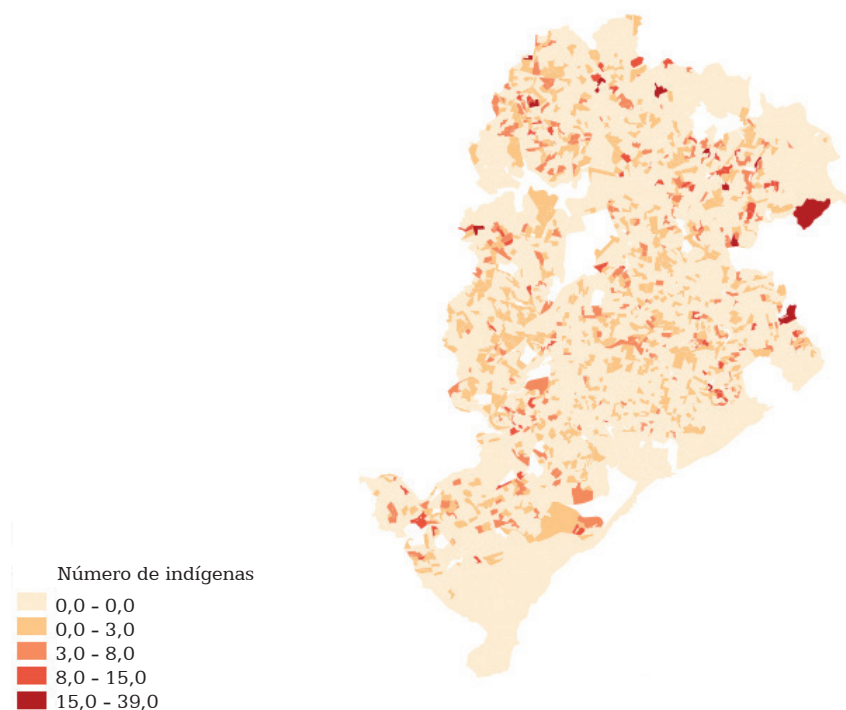 Número de indígenas
0,0 – 0,0
0,0 – 3,0
3,0 – 8,0
8,0 – 15,0
15,0 – 39,0